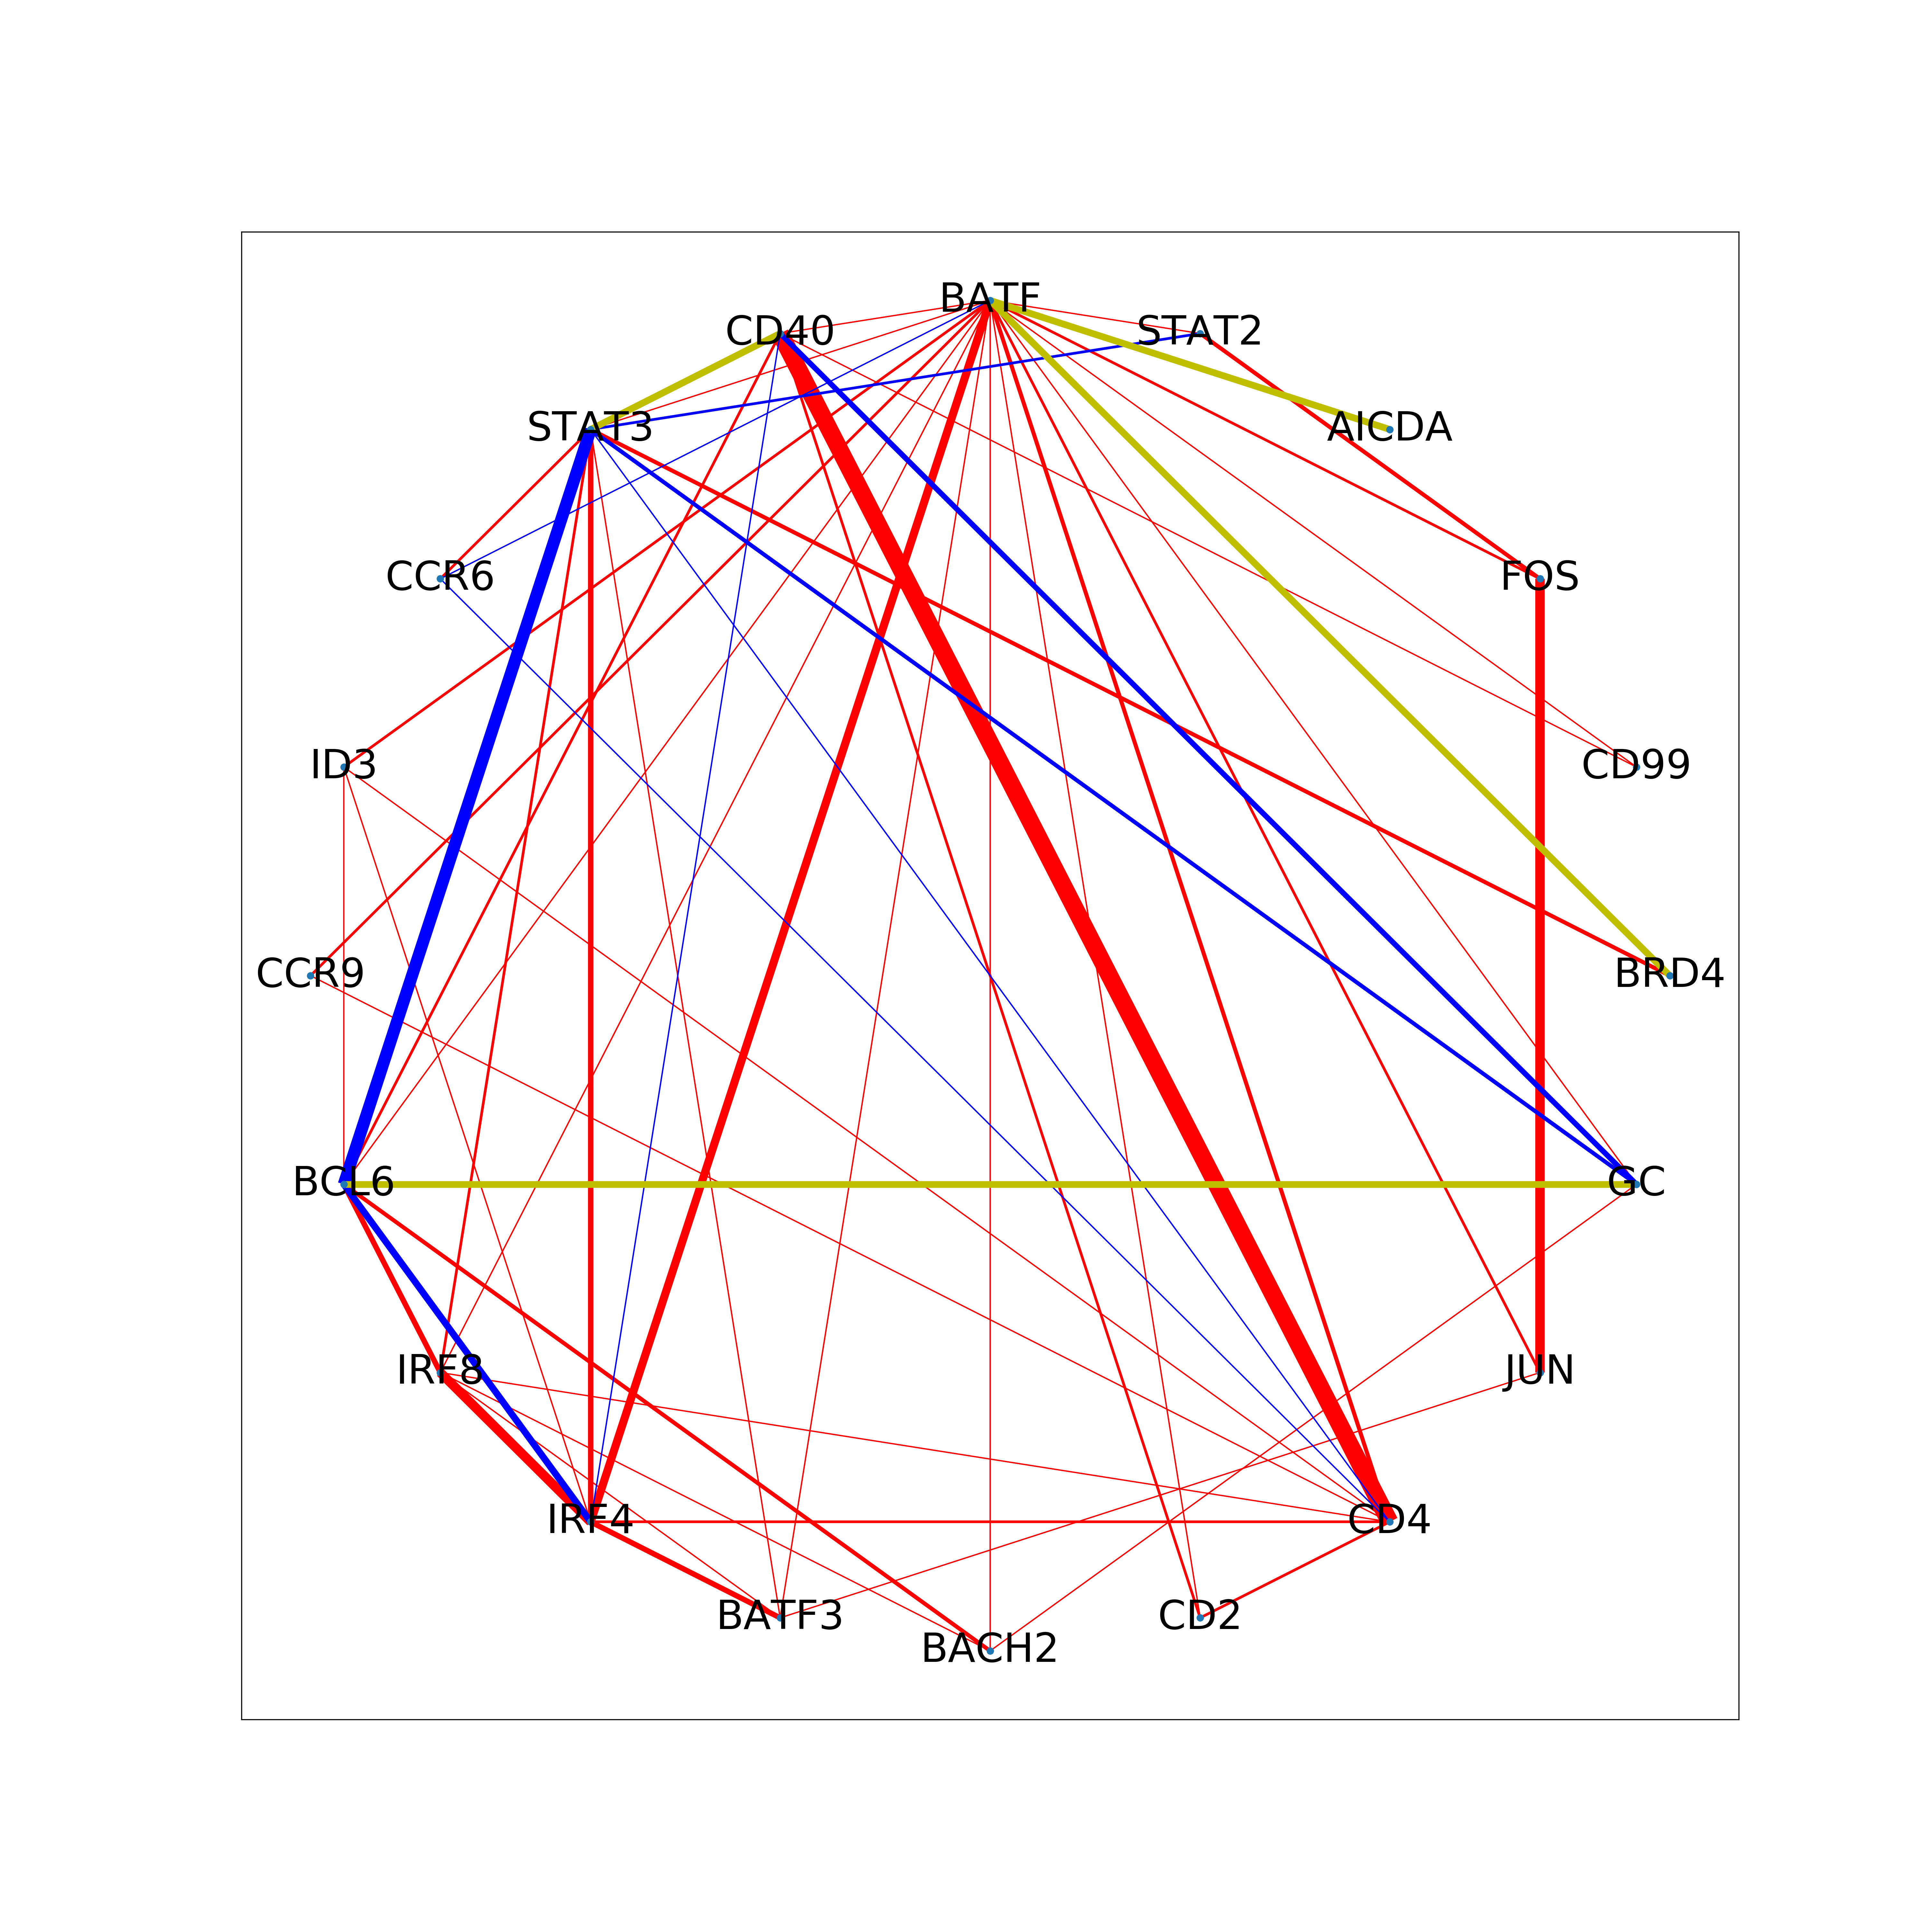 BATF
CD40
STAT2
STAT3
AICDA
CCR6
FOS
ID3
CD99
CCR9
BRD4
BCL6
GC
IRF8
JUN
IRF4
CD4
BATF3
CD2
BACH2